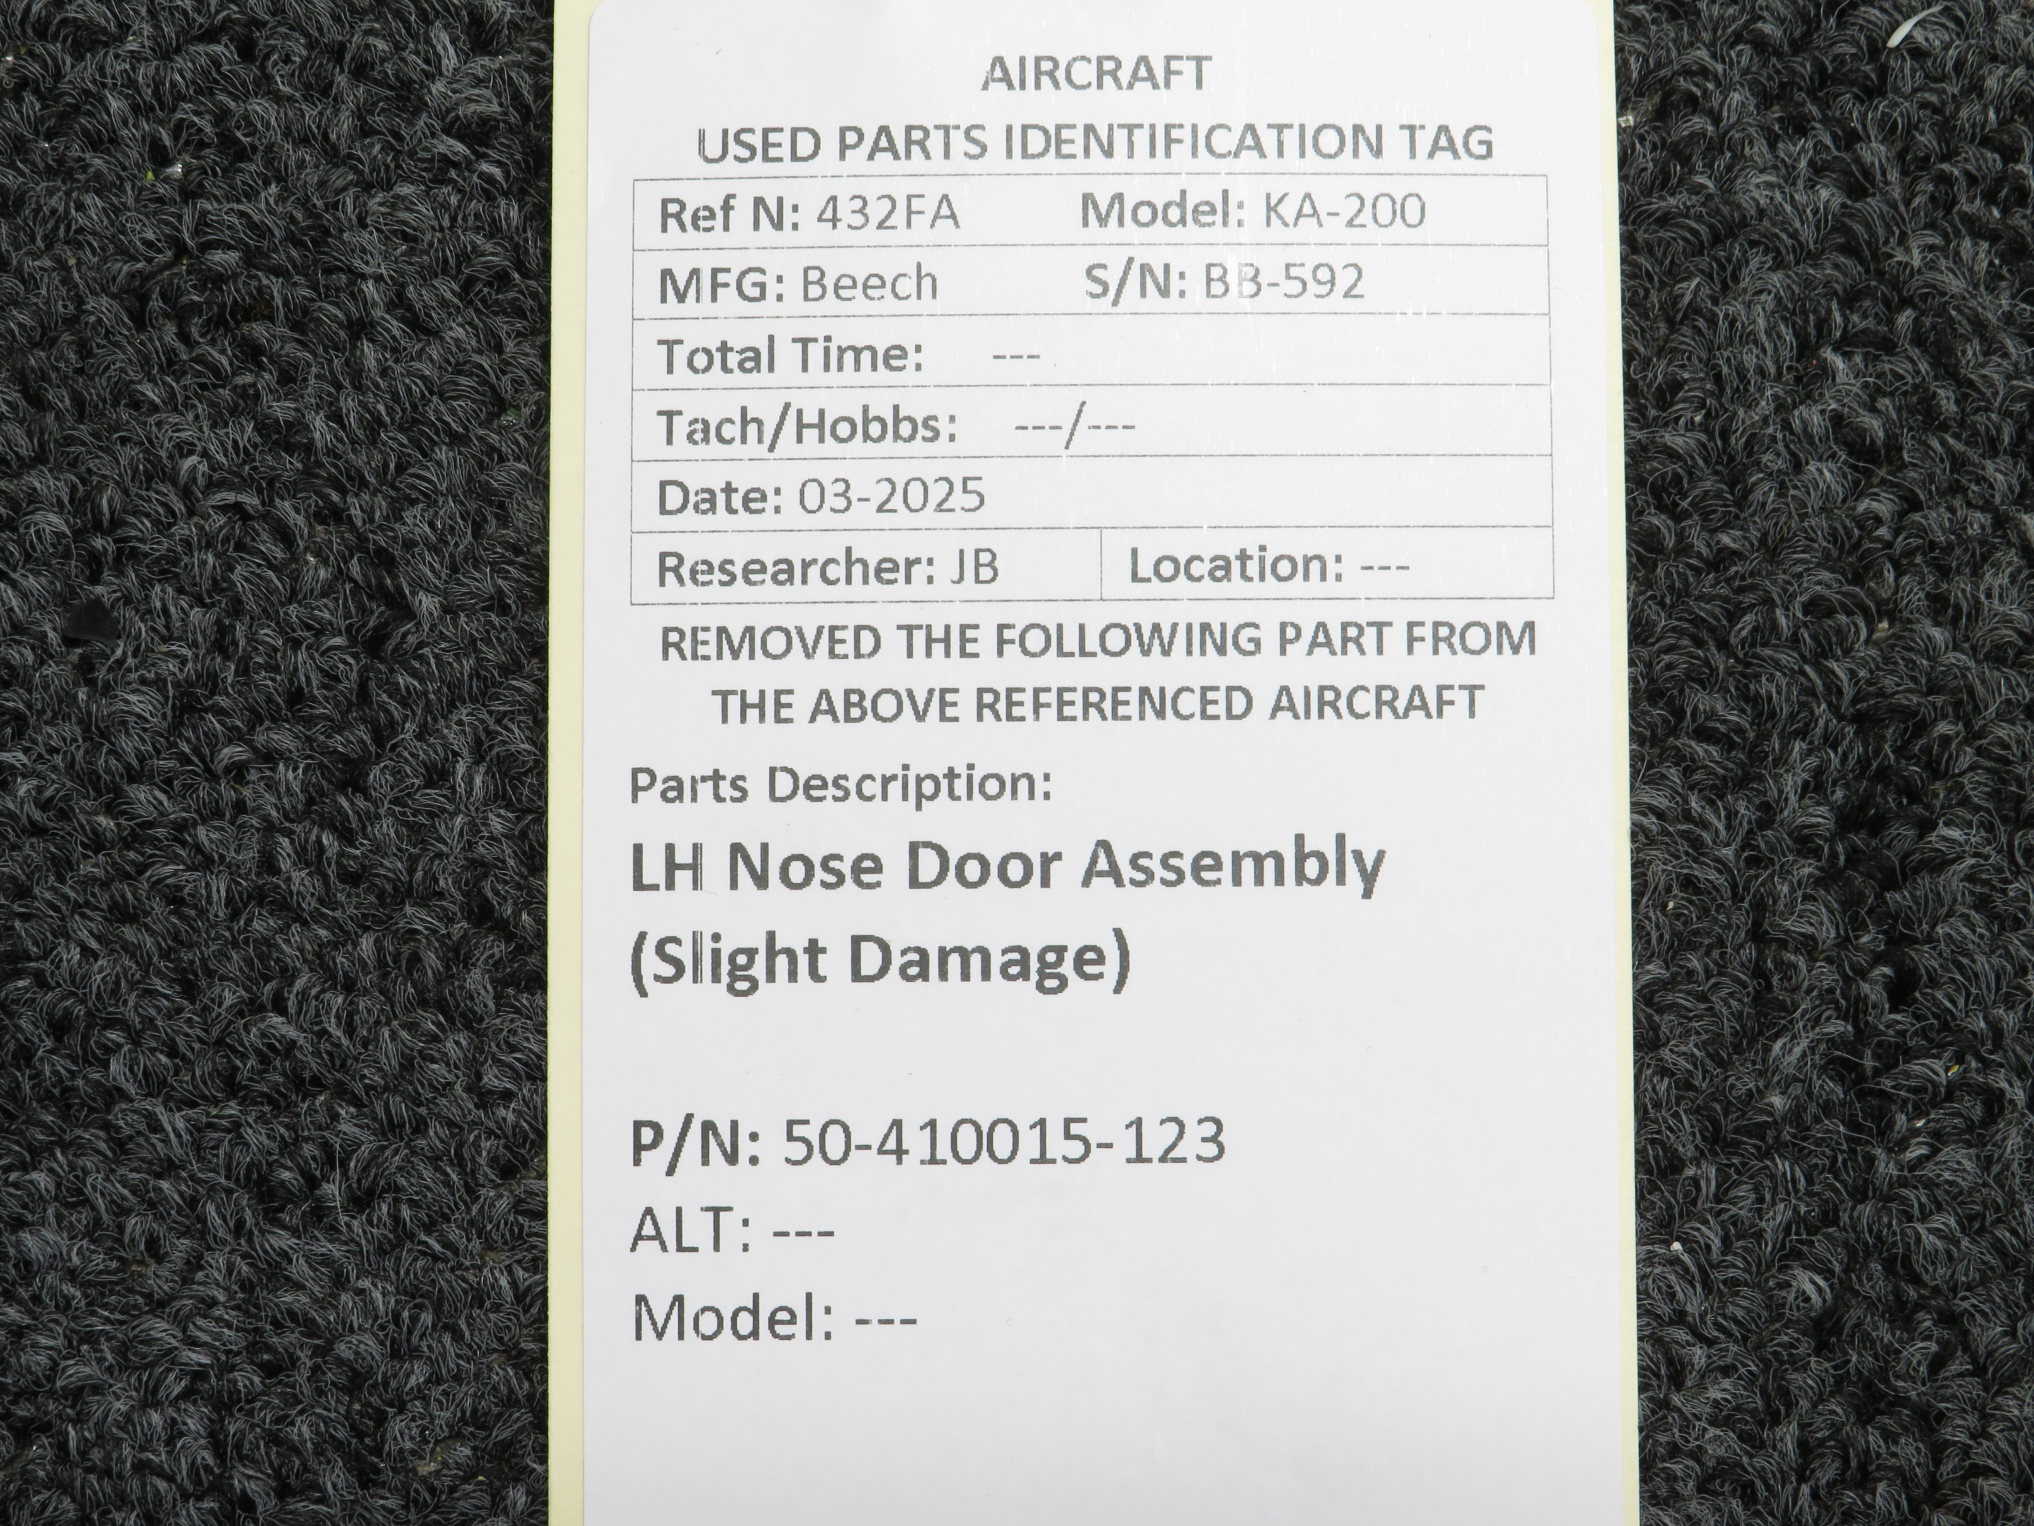 AIRCRAFT
USED PARTS IDENTIFICATION TAG
Ref N: 432FA Model: KA-200
MFG: Beech S/N: BB-592
Total Time: ---
Tach/Hobbs: ---/---
Date: 03-2025
Researcher: JB Location: ---
REMOVED THE FOLLOWING PART FROM
THE ABOVE REFERENCED AIRCRAFT
Parts Description:
LH Nose Door Assembly
(Slight Damage)
P/N: 50-410015-123
ALT: ---
Model: ---